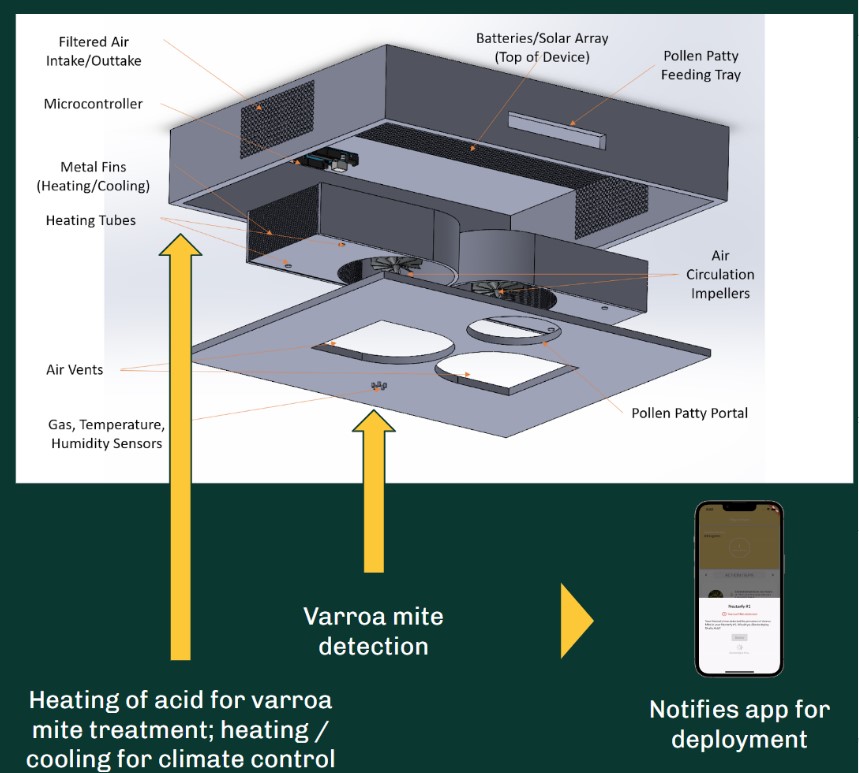 Filtered Air
Intake/Outtake
Batteries/Solar Array
(Top of Device)
Pollen Patty
Feeding Tray
Microcontroller
Metal Fins
(Heating/Cooling)
Heating Tubes
Air
Circulation
Impellers
Air Vents
Gas, Temperature,
Humidity Sensors
Pollen Patty Portal
Varroa mite
detection
Heating of acid for varroa
mite treatment; heating /
cooling for climate control
Notifies app for
deployment